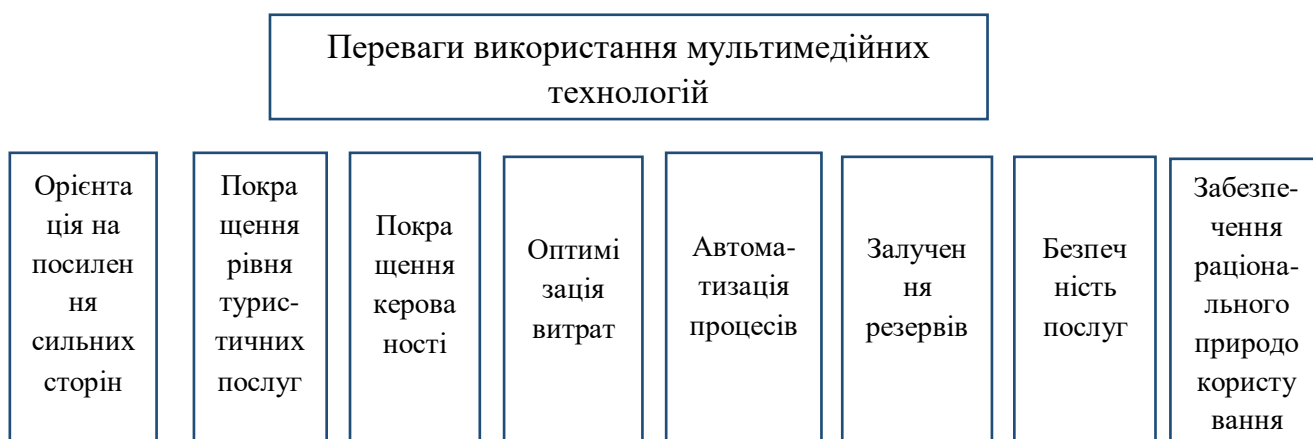 Переваги використання мультимедійних
технологій
Орієнта
ція на
посилен
ня
сильних
сторін
Покра
щення
рівня
турис-
тичних
послуг
Покра
щення
керова
ності
Оптимі
зація
витрат
Автома-
тизація
процесів
Залучен
ня
резервів
Безпеч
ність
послуг
Забезпе-
чення
раціона-
льного
природо
користу
вання